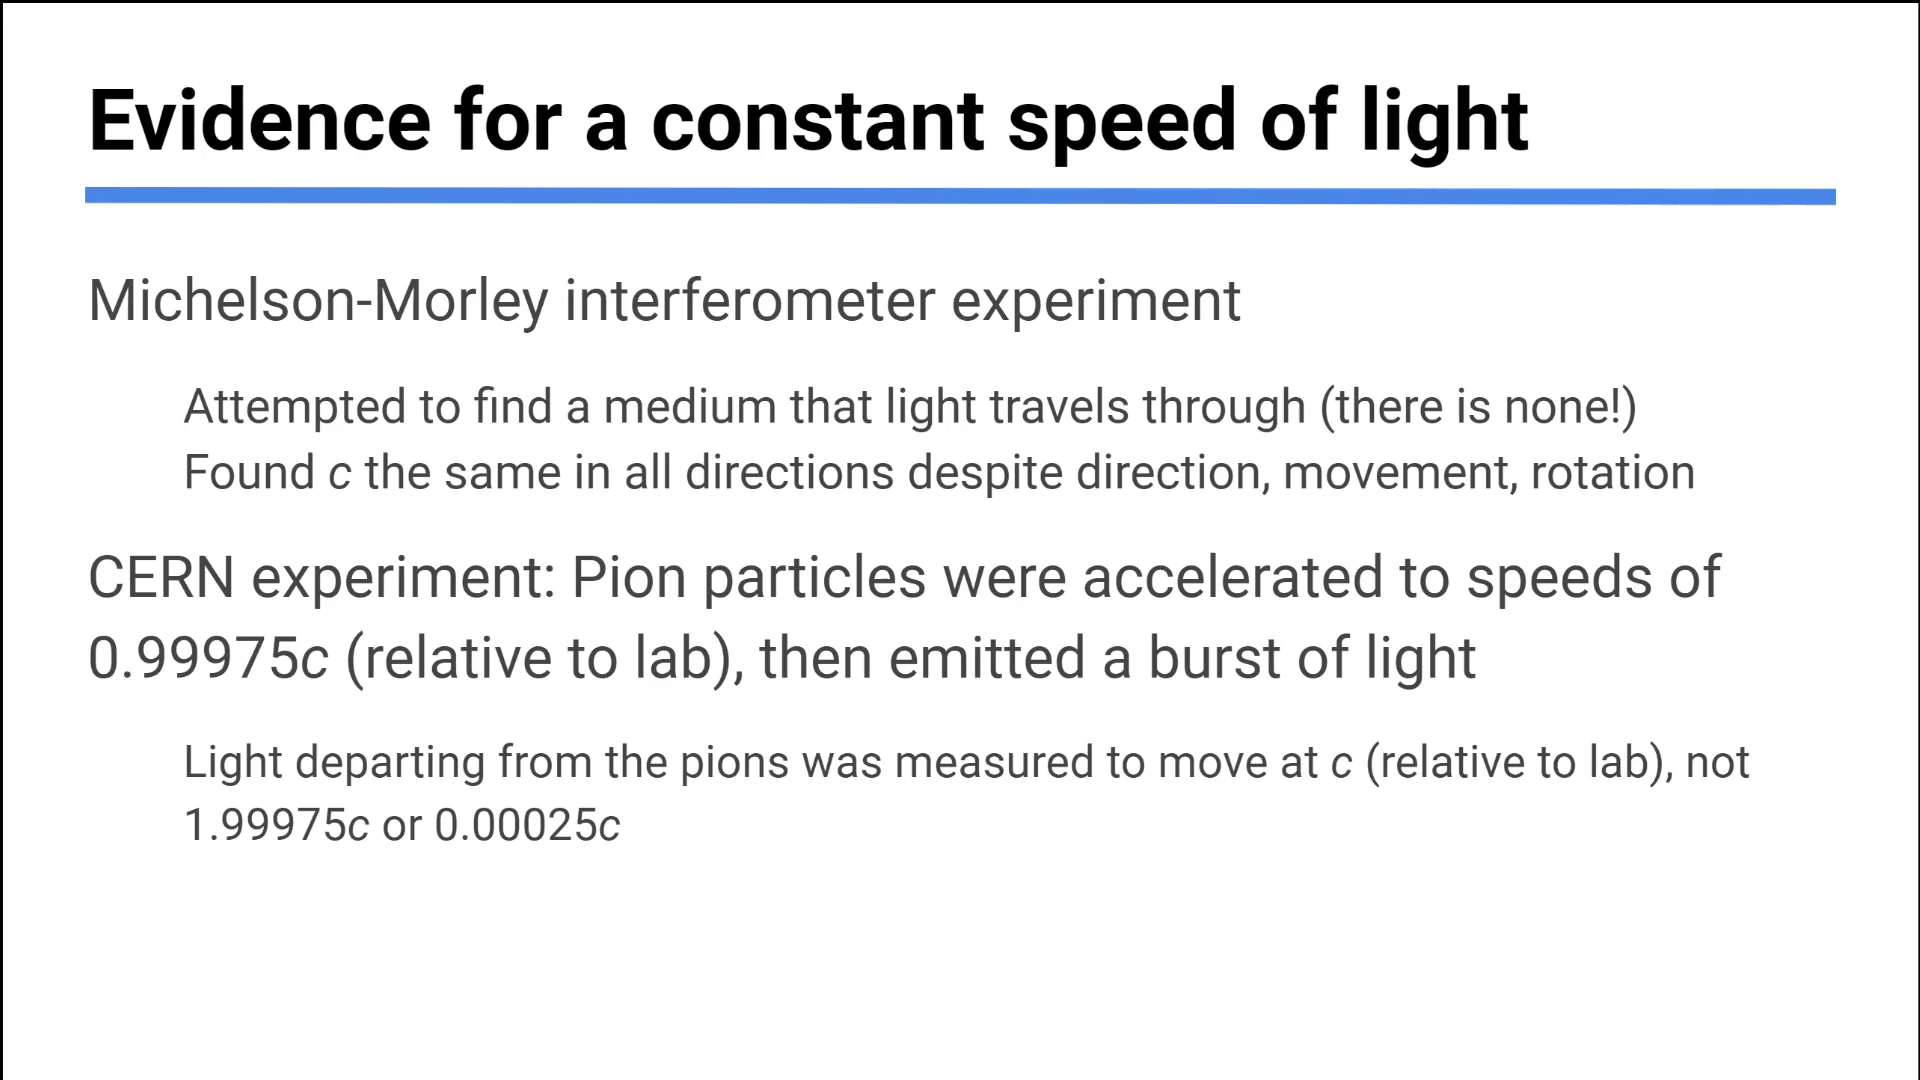 Evidence for a constant speed of light
Michelson-Morley interferometer experiment
Attempted to find a medium that light travels through (there is none!)
Found c the same in all directions despite direction, movement, rotation
CERN experiment: Pion particles were accelerated to speeds of
0.99975c (relative to lab), then emitted a burst of light
Light departing from the pions was measured to move at c (relative to lab), not
1.99975c or 0.00025c